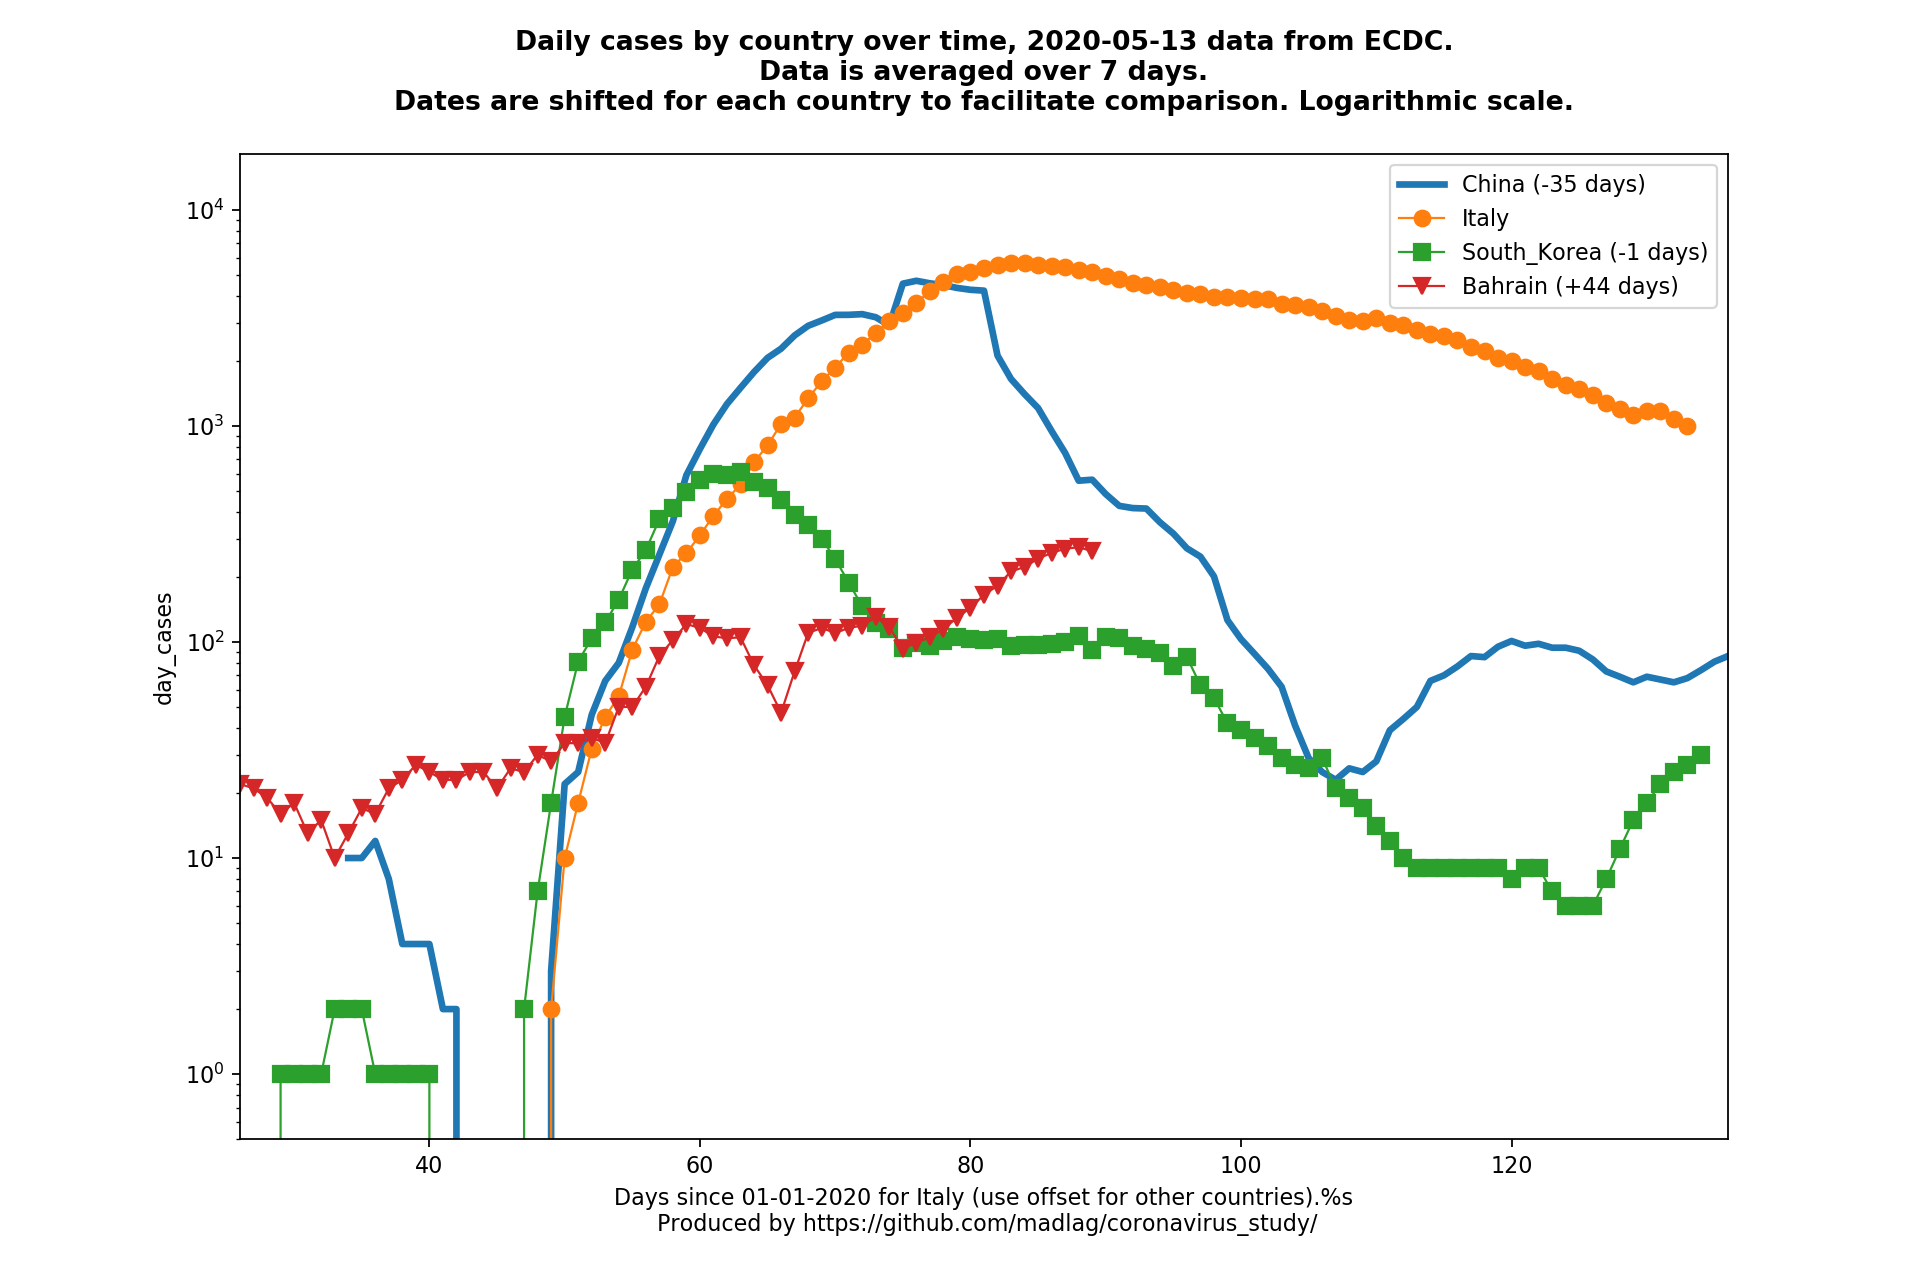 Daily cases by country over time, 2020-05-13 data from ECDC.
Data is averaged over 7 days.
Dates are shifted for each country to facilitate comparison. Logarithmic scale.
China (-35 days)
Italy
South_Korea (-1 days)
Bahrain (+44 days)
10^4
10^3
10^2
10^1
10^0
day_cases
40 60 80 100 120
Days since 01-01-2020 for Italy (use offset for other countries).%s
Produced by https://github.com/madlag/coronavirus_study/